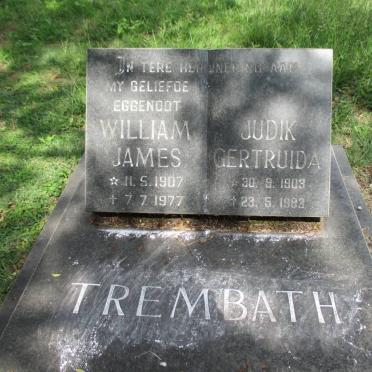 IN TERE HERINNERING AAN
MY GELIEFDE
EGGENOOT
WILLIAM
JAMES
☆ 11. 5. 1907
✝ 7. 7. 1977
JUDIK
GERTRUIDA
☆ 30. 9. 1903
✝ 23. 5. 1983
TREMBATH